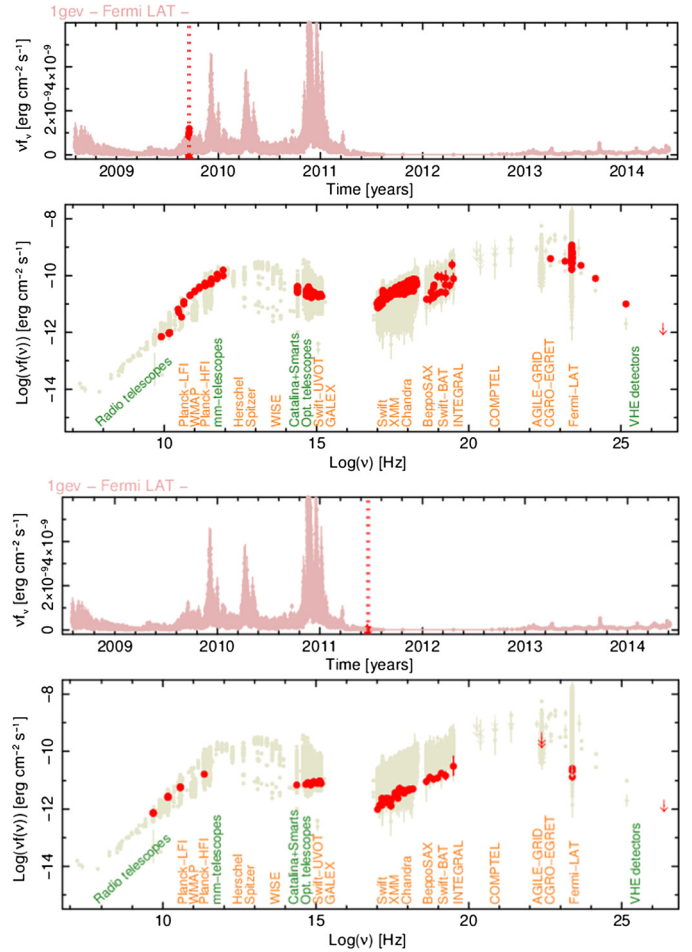 1gev – Fermi LAT –
νfᵥ [erg cm⁻² s⁻¹]
0 2×10⁻⁹ 4×10⁻⁹
2009 2010 2011 2012 2013 2014
Time [years]
Log(νf(ν)) [erg cm⁻² s⁻¹]
-8
-10
-12
-14
Radio telescopes
Planck-LFI
WMAP
Planck-HFI
mm-telescopes
Herschel
Spitzer
WISE
Catalina+Smarts
Opt. telescopes
Swift-UVOT
GALEX
Swift
XMM
Chandra
BeppoSAX
Swift-BAT
INTEGRAL
COMPTEL
AGILE-GRID
CGRO-EGRET
Fermi-LAT
VHE detectors
10 15 20 25
Log(ν) [Hz]
1gev – Fermi LAT –
νfᵥ [erg cm⁻² s⁻¹]
0 2×10⁻⁹ 4×10⁻⁹
2009 2010 2011 2012 2013 2014
Time [years]
Log(νf(ν)) [erg cm⁻² s⁻¹]
-8
-10
-12
-14
Radio telescopes
Planck-LFI
WMAP
Planck-HFI
mm-telescopes
Herschel
Spitzer
WISE
Catalina+Smarts
Opt. telescopes
Swift-UVOT
GALEX
Swift
XMM
Chandra
BeppoSAX
Swift-BAT
INTEGRAL
COMPTEL
AGILE-GRID
CGRO-EGRET
Fermi-LAT
VHE detectors
10 15 20 25
Log(ν) [Hz]